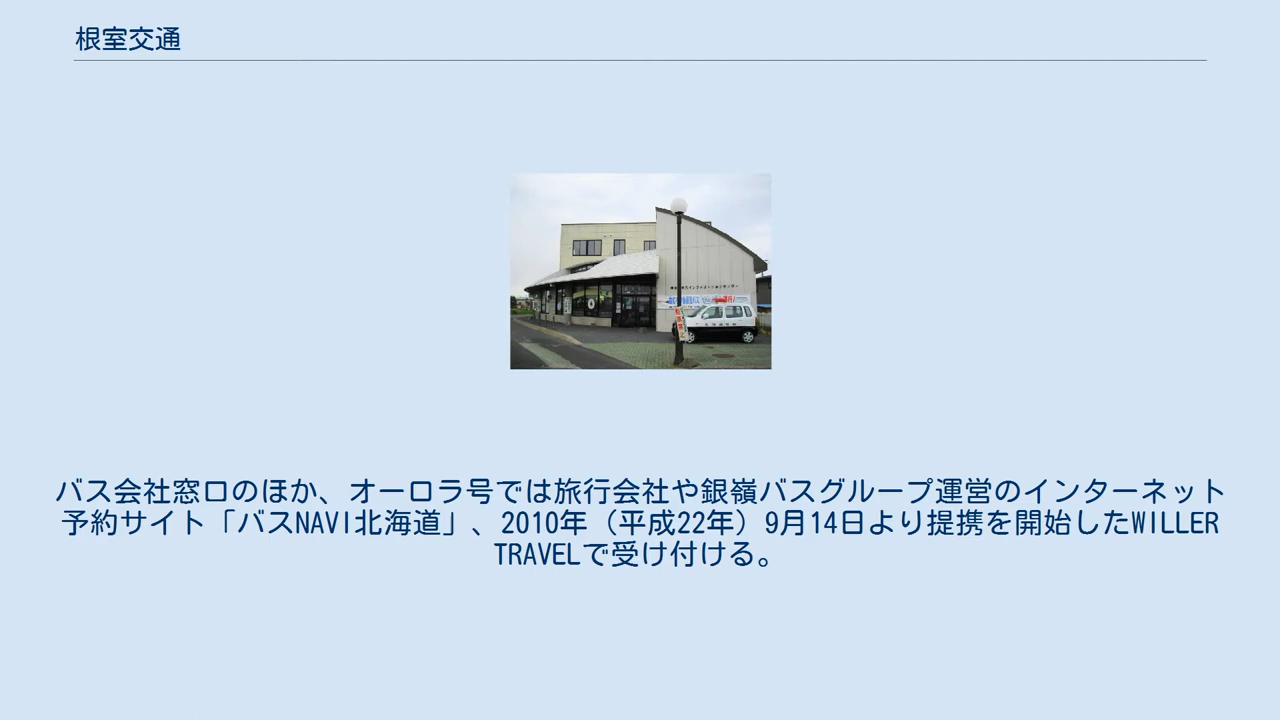 根室交通
バス会社窓口のほか、オーロラ号では旅行会社や銀嶺バスグループ運営のインターネット
予約サイト「バスNAVI北海道」、2010年（平成22年）9月14日より提携を開始したWILLER
TRAVELで受け付ける。